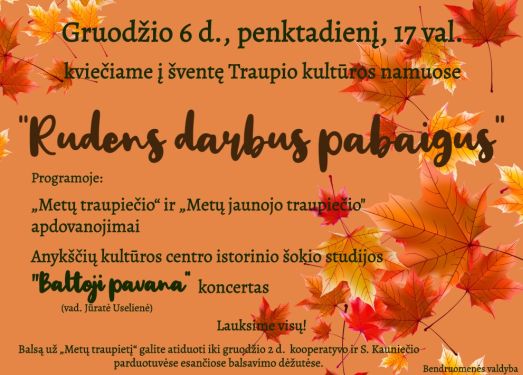 Gruodžio 6 d., penktadienį, 17 val.
kviečiame į šventę Traupio kultūros namuose
"Rudens darbus pabaigus"
Programoje:
„Metų traupiečio“ ir „Metų jaunojo traupiečio"
apdovanojimai
Anykščių kultūros centro istorinio šokio studijos
"Baltoji pavana" koncertas
(vad. Jūratė Uselienė)
Lauksime visų!
Balsą už „Metų traupietį„ galite atiduoti iki gruodžio 2 d. kooperatyvo ir S. Kauniečio
parduotuvėse esančiose balsavimo dėžutėse.
Bendruomenės valdyba